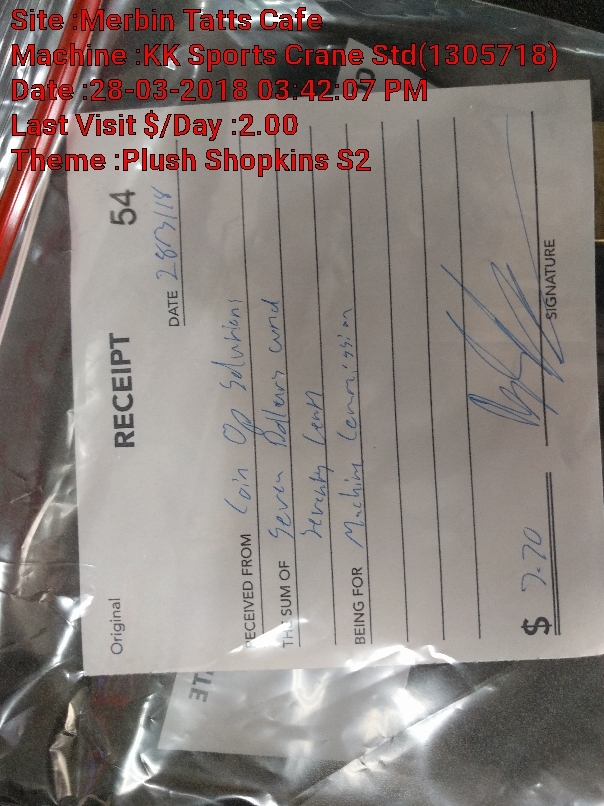 Site :Merbin Tatts Cafe
Machine :KK Sports Crane Std(1305718)
Date :28-03-2018 03:42:07 PM
Last Visit $/Day :2.00
Theme :Plush Shopkins S2
Original RECEIPT 54
DATE 28/3/18
RECEIVED FROM Coin Op Solutions
THE SUM OF Seven Dollars and
Seventy Cents
BEING FOR Machine Commission
$ 7.70
SIGNATURE